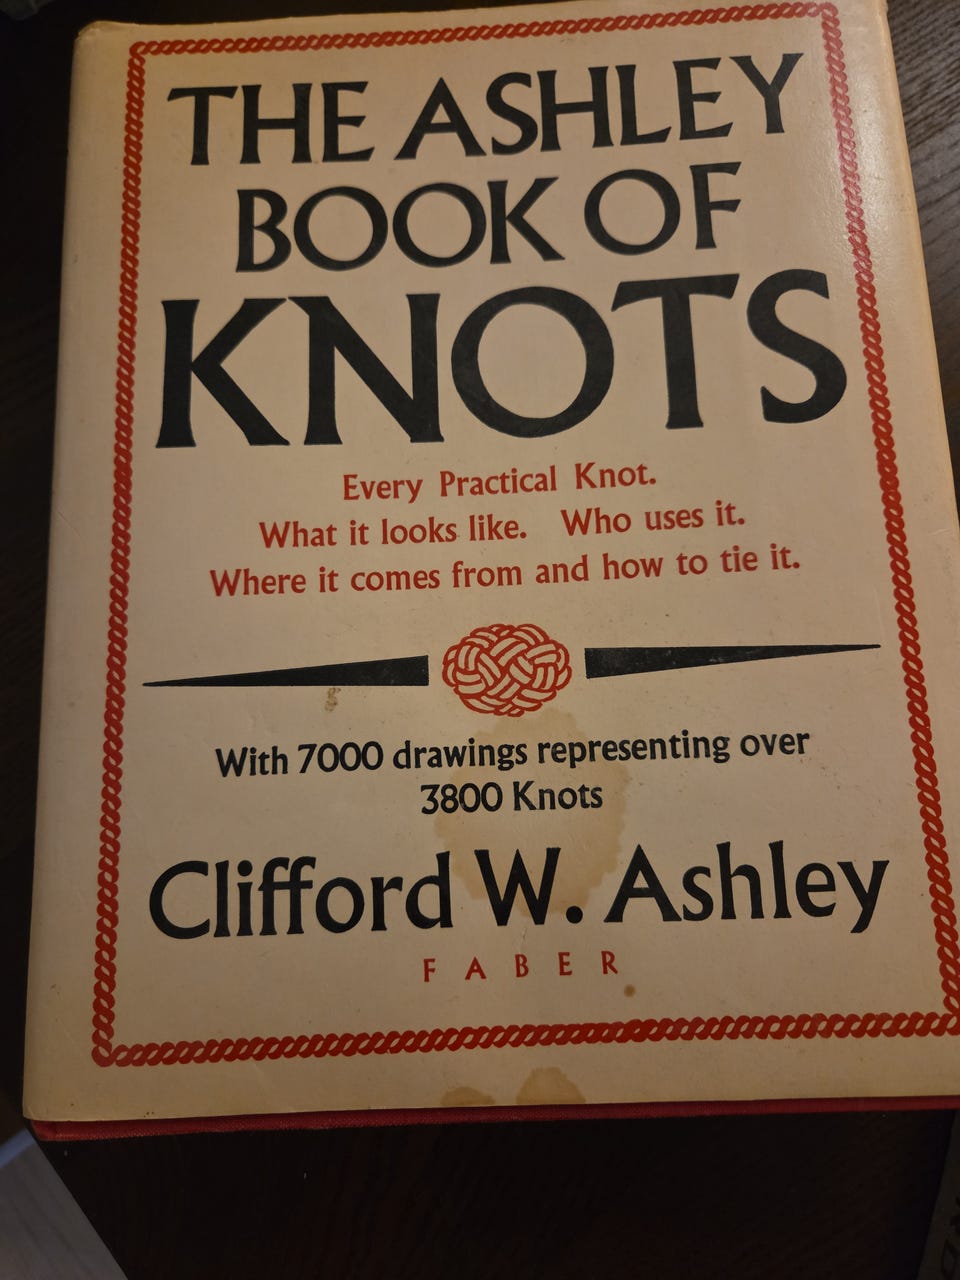 THE ASHLEY
BOOK OF
KNOTS
Every Practical Knot.
What it looks like. Who uses it.
Where it comes from and how to tie it.
With 7000 drawings representing over
3800 Knots
Clifford W. Ashley
FABER